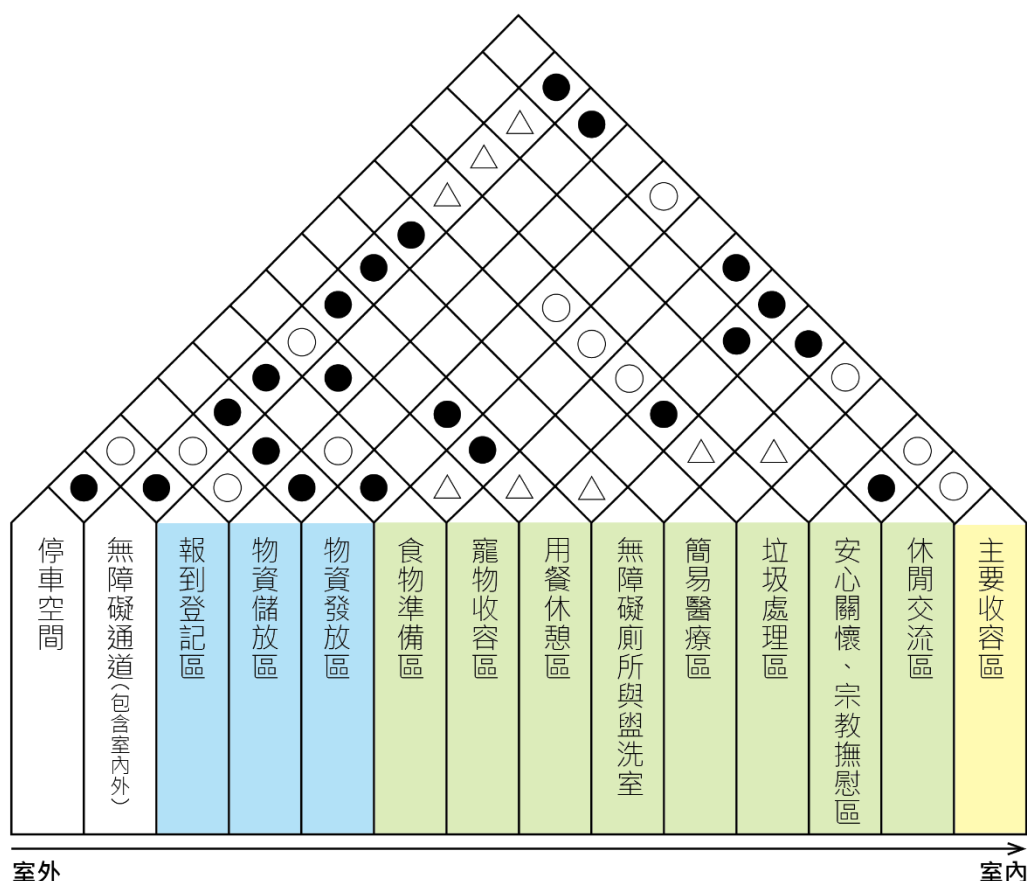 停車空間
無障礙通道(包含室內外)
報到登記區
物資儲放區
物資發放區
食物準備區
寵物收容區
用餐休憩區
無障礙廁所與盥洗室
簡易醫療區
垃圾處理區
安心關懷、宗教撫慰區
休閒交流區
主要收容區
室外
室內